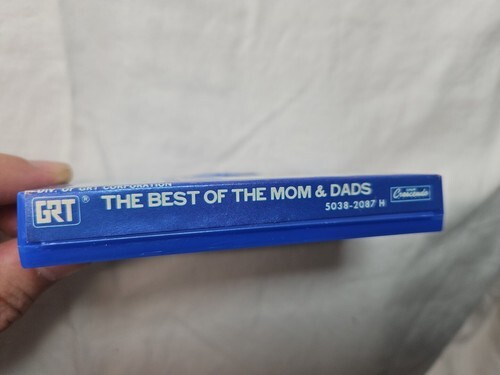 DIV. OF GRT CORPORATION
GRT® THE BEST OF THE MOM & DADS
5038-2087 H
Crescendo